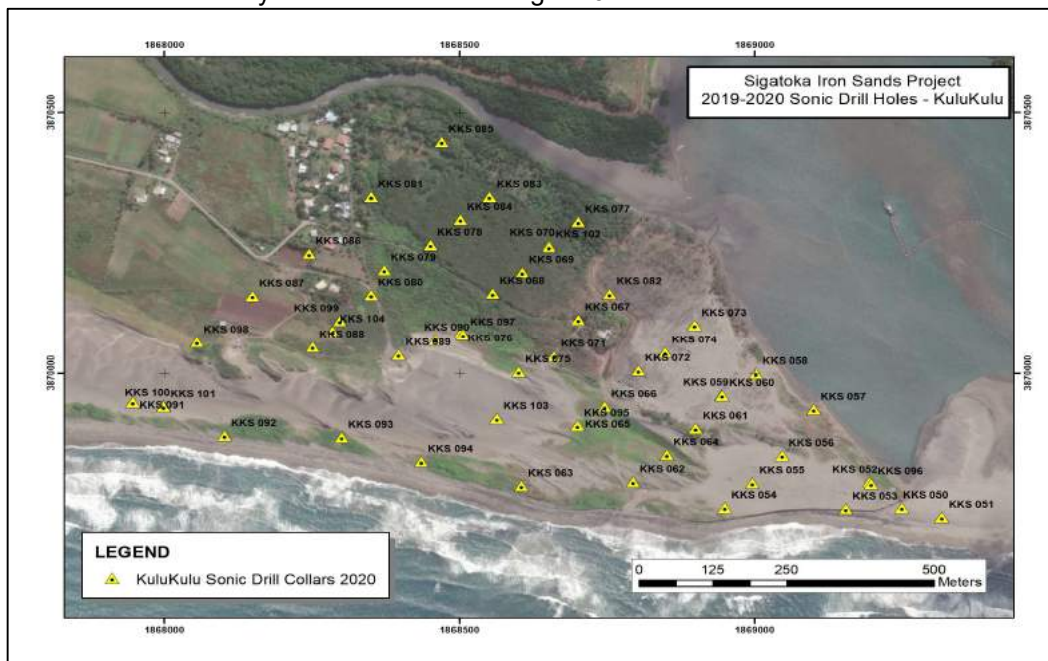 1868000 1868500 1869000
Sigatoka Iron Sands Project
2019-2020 Sonic Drill Holes - KuluKulu
3870500 3870500
KKS 085
KKS 081 KKS 083
KKS 084 KKS 077
KKS 078 KKS 070 KKS 102
KKS 086
KKS 079 KKS 069
KKS 087 KKS 080 KKS 068 KKS 082
KKS 099 KKS 067
KKS 104 KKS 097 KKS 073
KKS 098 KKS 088 KKS 090 KKS 076 KKS 074
KKS 089 KKS 071
3870000 KKS 075 KKS 072 KKS 058 3870000
KKS 100 KKS 101 KKS 066 KKS 059 KKS 060
KKS 091 KKS 103 KKS 095 KKS 057
KKS 092 KKS 093 KKS 065 KKS 061
KKS 094 KKS 064 KKS 056
KKS 063 KKS 062 KKS 055 KKS 052 KKS 096
KKS 054 KKS 053 KKS 050 KKS 051
LEGEND
KuluKulu Sonic Drill Collars 2020
0 125 250 500
Meters
1868000 1868500 1869000